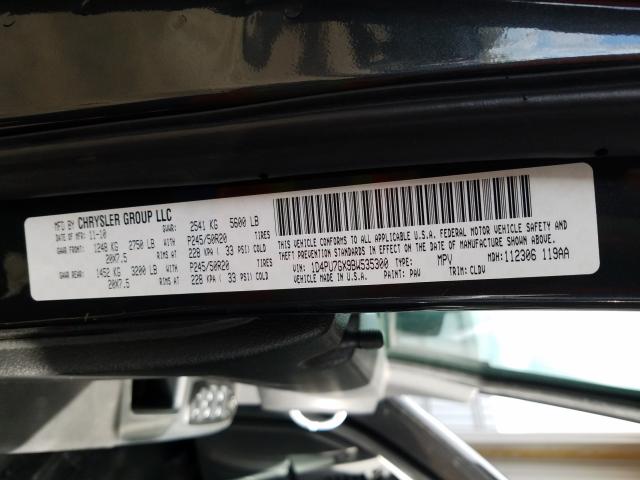 MFD BY CHRYSLER GROUP LLC
DATE OF MFR: 11-10 GVWR: 2541 KG 5600 LB
GAWR FRONT: 1248 KG 2750 LB WITH P245/50R20 TIRES
20X7.5 RIMS AT 228 KPA ( 33 PSI) COLD
GAWR REAR: 1452 KG 3200 LB WITH P245/50R20 TIRES
20X7.5 RIMS AT 228 KPA ( 33 PSI) COLD
THIS VEHICLE CONFORMS TO ALL APPLICABLE U.S.A. FEDERAL MOTOR VEHICLE SAFETY AND
THEFT PREVENTION STANDARDS IN EFFECT ON THE DATE OF MANUFACTURE SHOWN ABOVE.
VIN: 1D4PU7GK9BW535300 TYPE: MPV MDH: 112306 119AA
VEHICLE MADE IN U.S.A. PAINT: PAV TRIM: CLDV